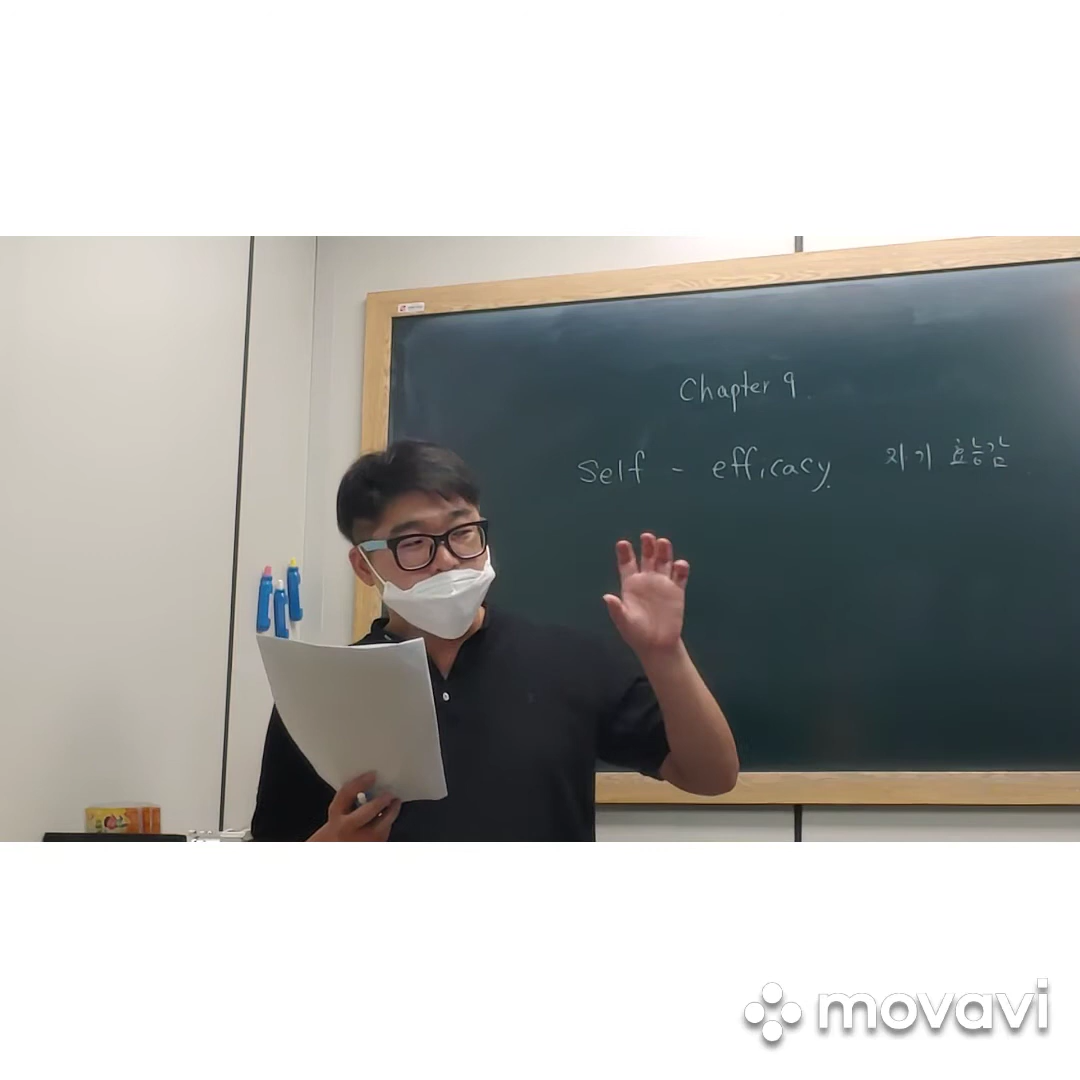 Chapter 9
Self - efficacy 자기 효능감
movavi